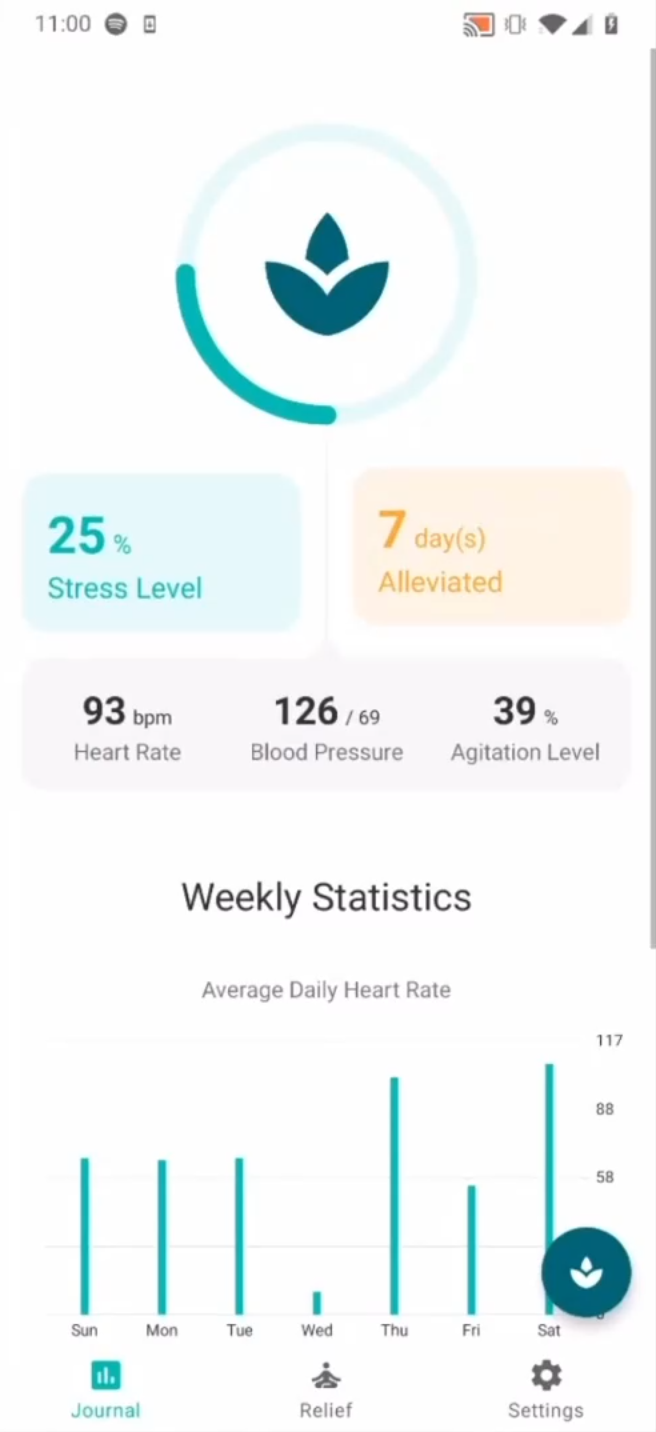 11:00
25 %
Stress Level
7 day(s)
Alleviated
93 bpm
Heart Rate
126 / 69
Blood Pressure
39 %
Agitation Level
Weekly Statistics
Average Daily Heart Rate
117
88
58
Sun Mon Tue Wed Thu Fri Sat
Journal Relief Settings